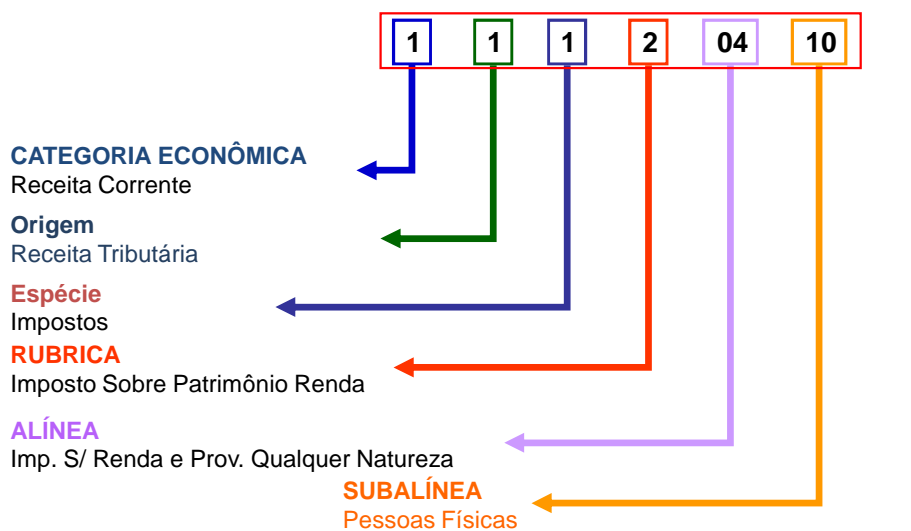 1 1 1 2 04 10
CATEGORIA ECONÔMICA
Receita Corrente
Origem
Receita Tributária
Espécie
Impostos
RUBRICA
Imposto Sobre Patrimônio Renda
ALÍNEA
Imp. S/ Renda e Prov. Qualquer Natureza
SUBALÍNEA
Pessoas Físicas